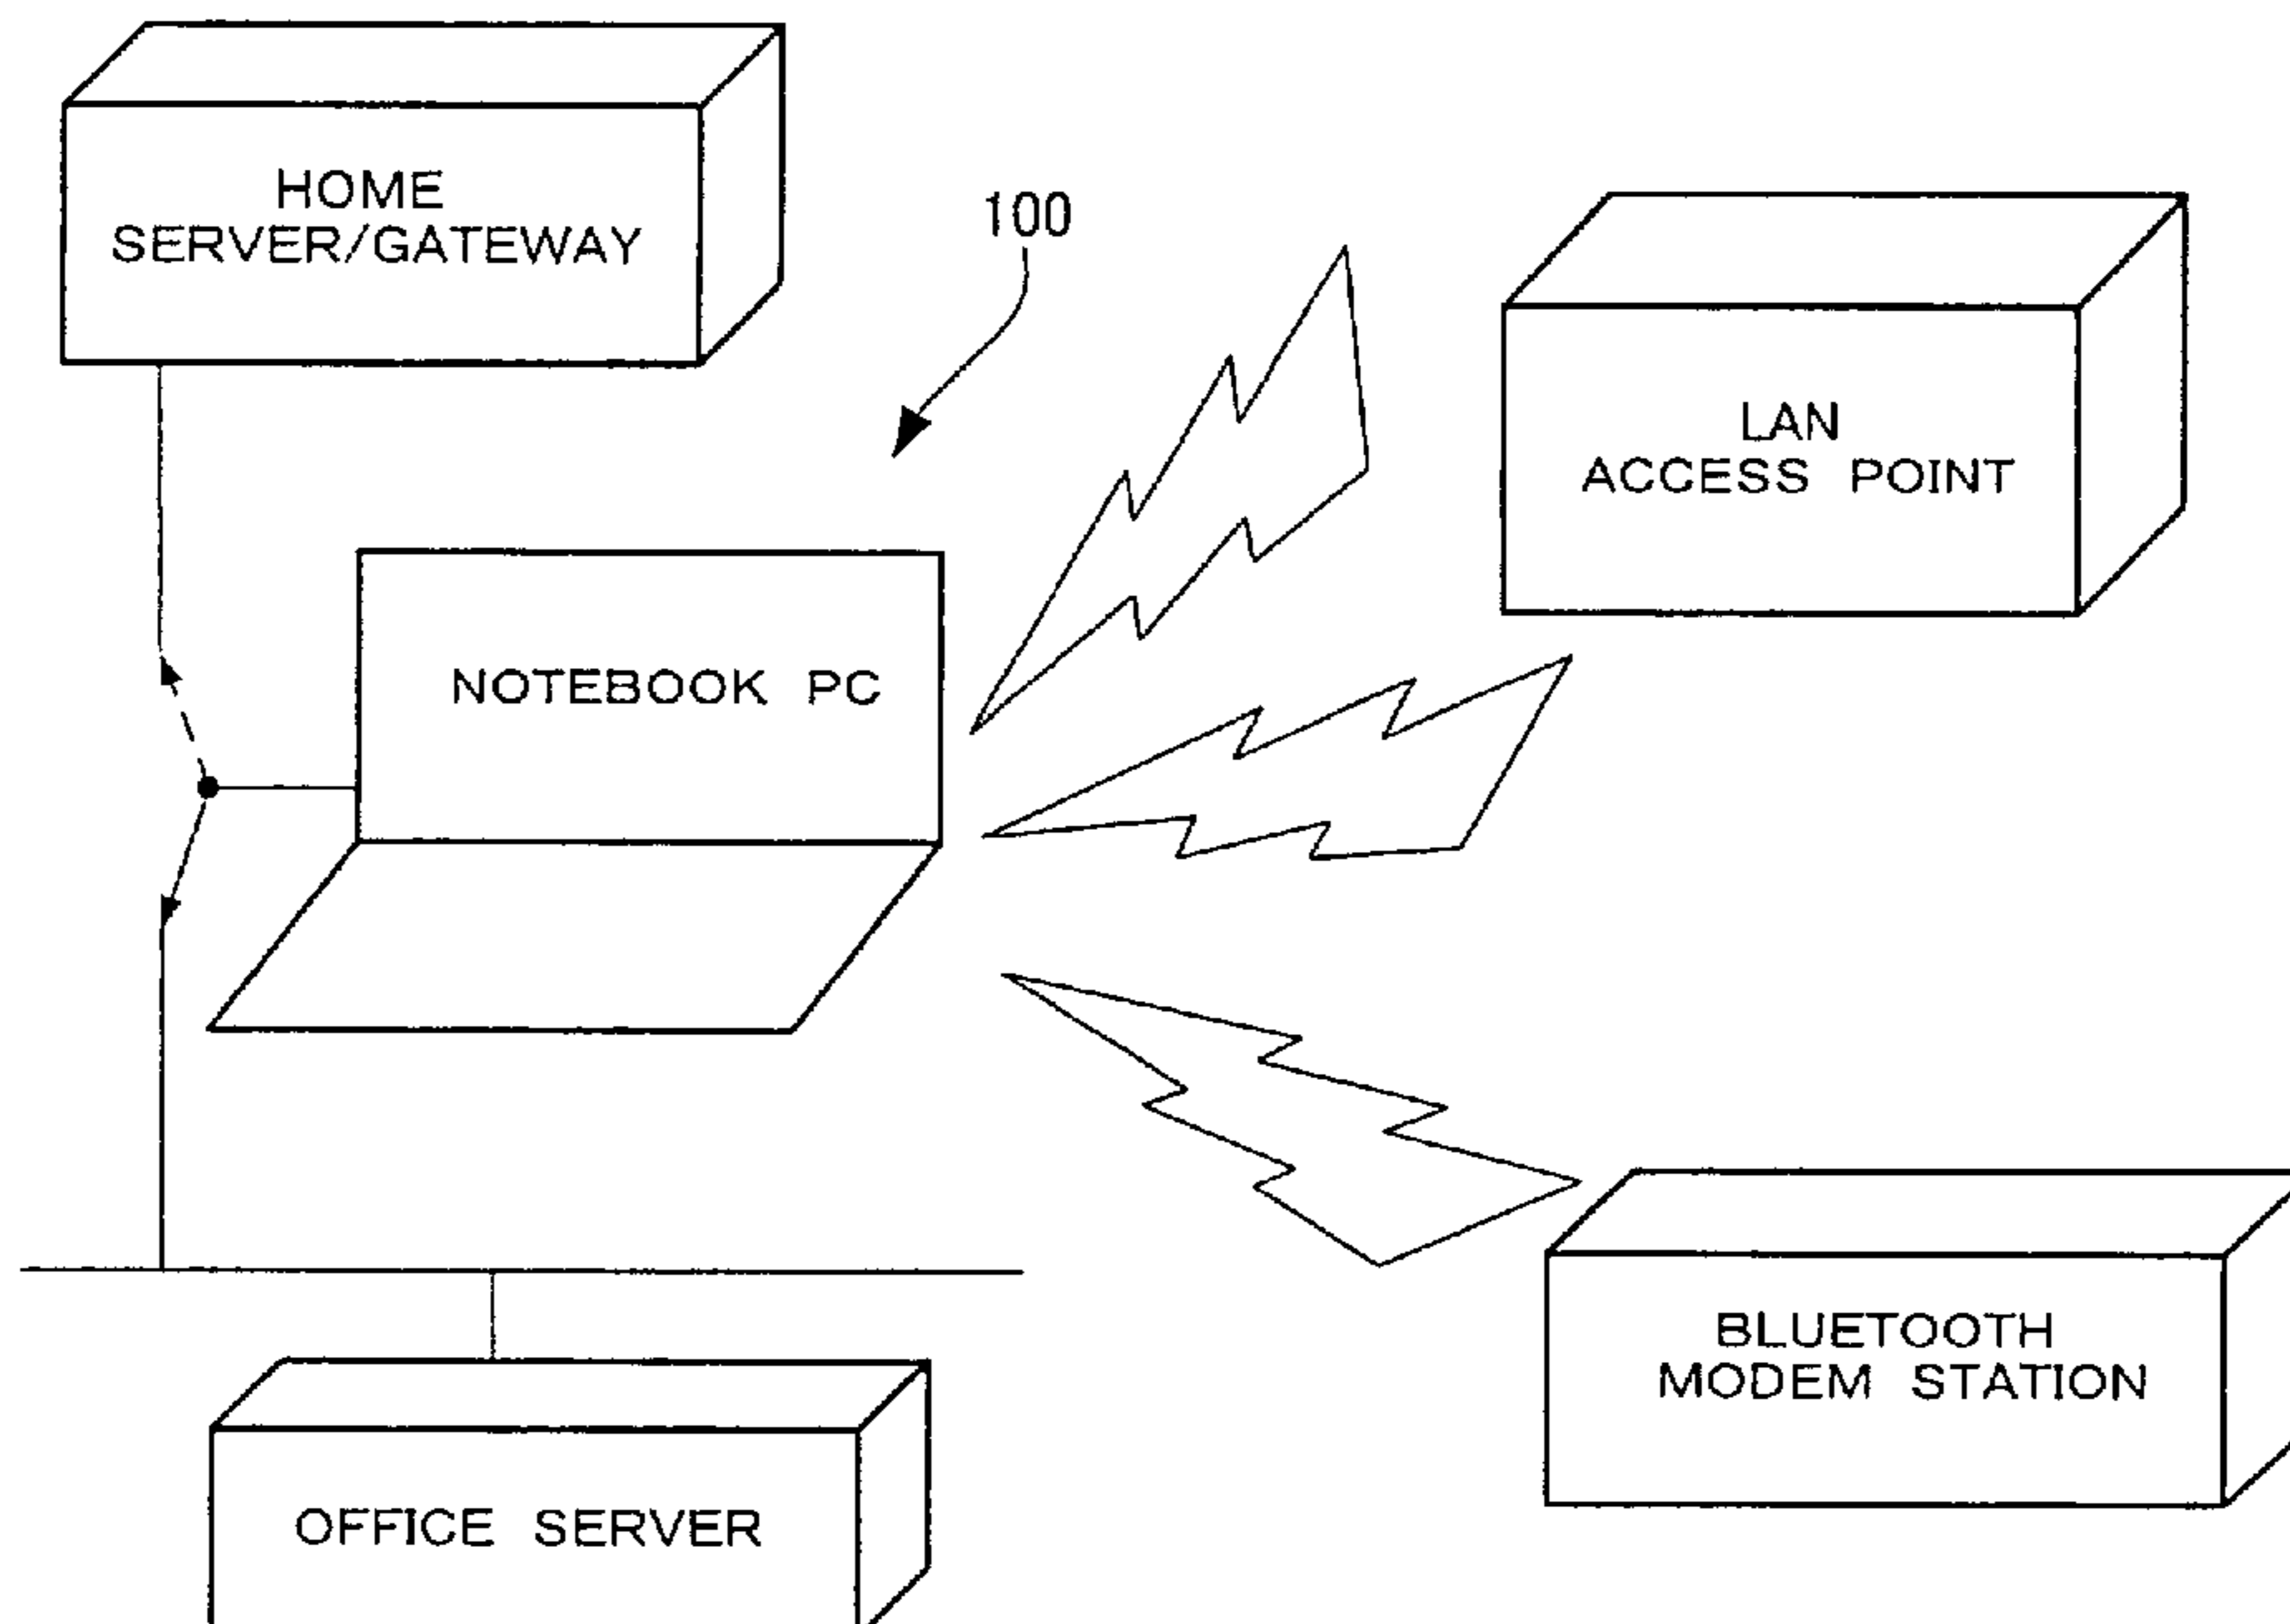 HOME
SERVER/GATEWAY
100
LAN
ACCESS POINT
NOTEBOOK PC
BLUETOOTH
MODEM STATION
OFFICE SERVER